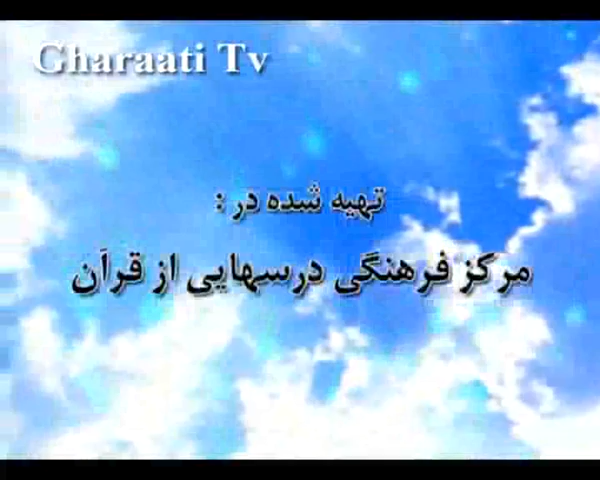 Gharaati Tv
تهیه شده در :
مرکز فرهنگی درسهایی از قرآن